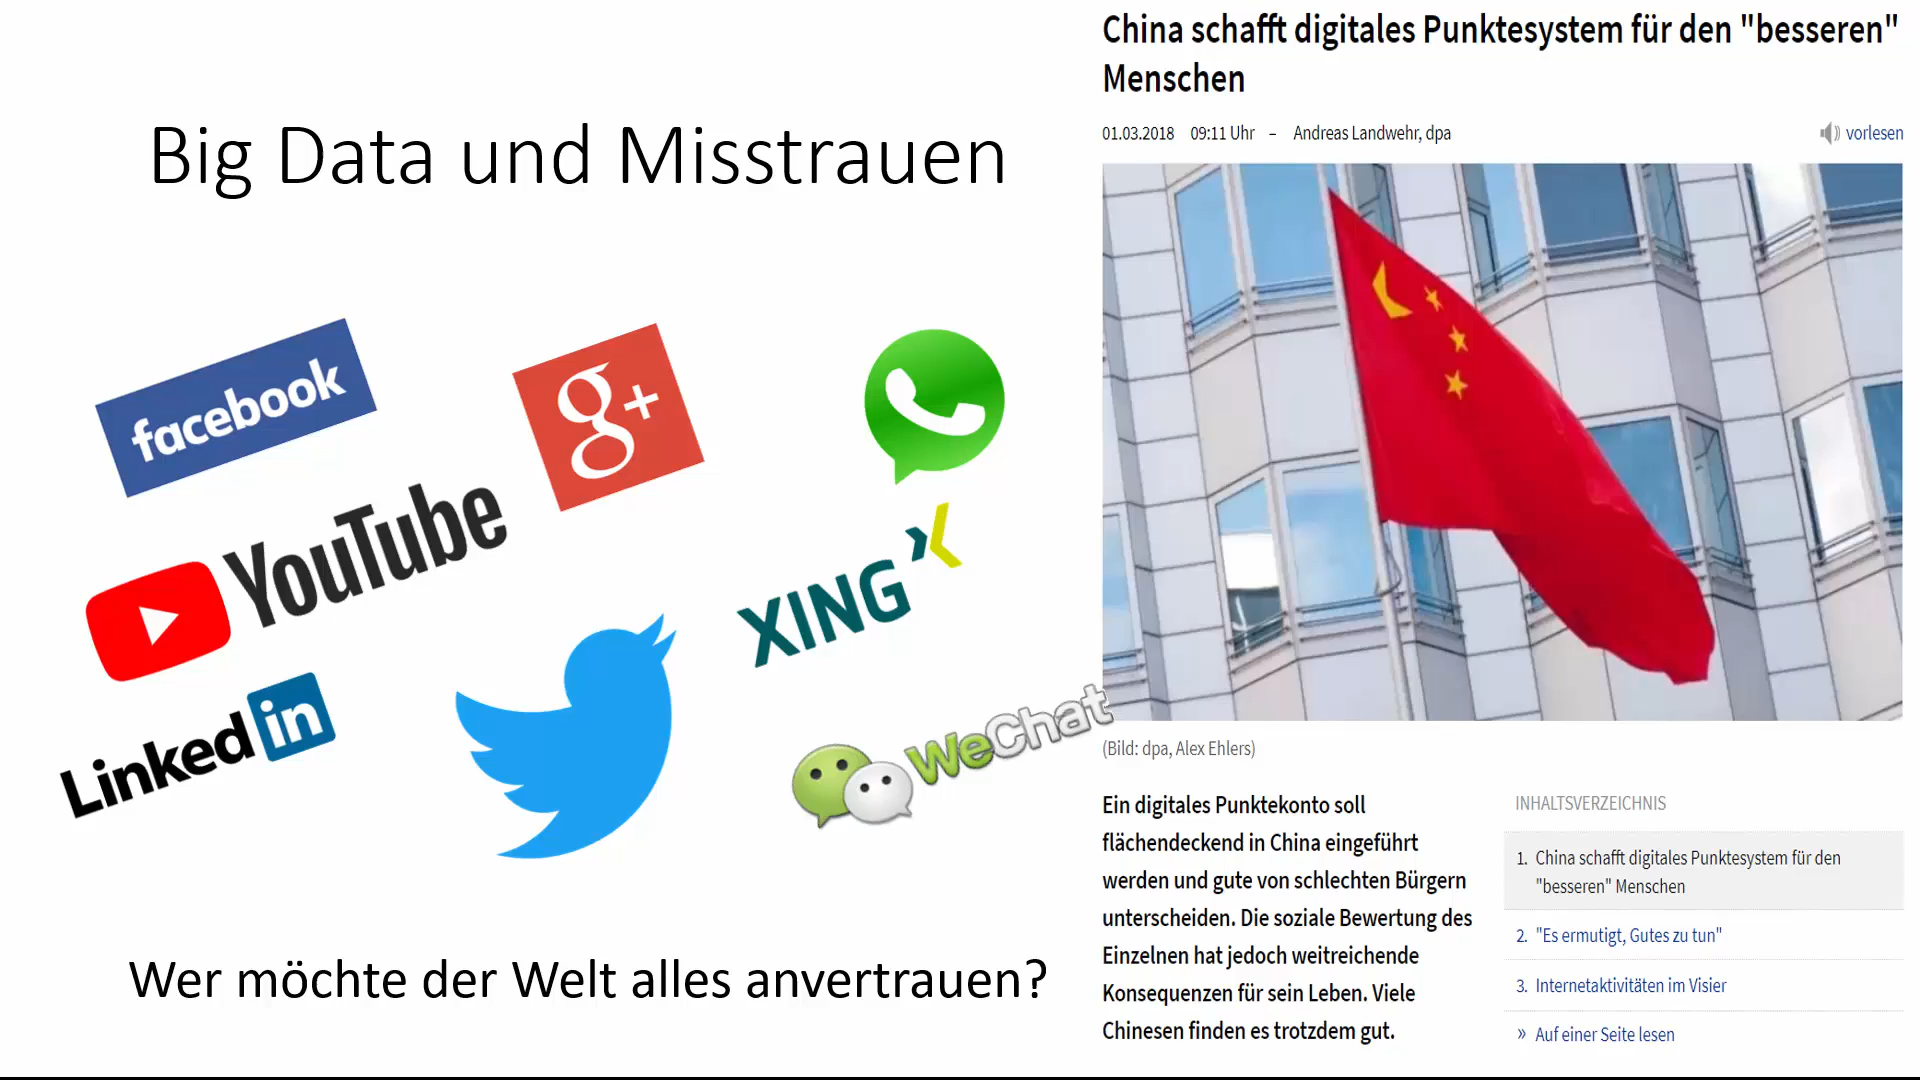 Big Data und Misstrauen
facebook
g+
YouTube
XING
Linked in
WeChat
Wer möchte der Welt alles anvertrauen?
China schafft digitales Punktesystem für den "besseren"
Menschen
01.03.2018 09:11 Uhr – Andreas Landwehr, dpa
vorlesen
(Bild: dpa, Alex Ehlers)
Ein digitales Punktekonto soll
flächendeckend in China eingeführt
werden und gute von schlechten Bürgern
unterscheiden. Die soziale Bewertung des
Einzelnen hat jedoch weitreichende
Konsequenzen für sein Leben. Viele
Chinesen finden es trotzdem gut.
INHALTSVERZEICHNIS
1. China schafft digitales Punktesystem für den
"besseren" Menschen
2. "Es ermutigt, Gutes zu tun"
3. Internetaktivitäten im Visier
» Auf einer Seite lesen